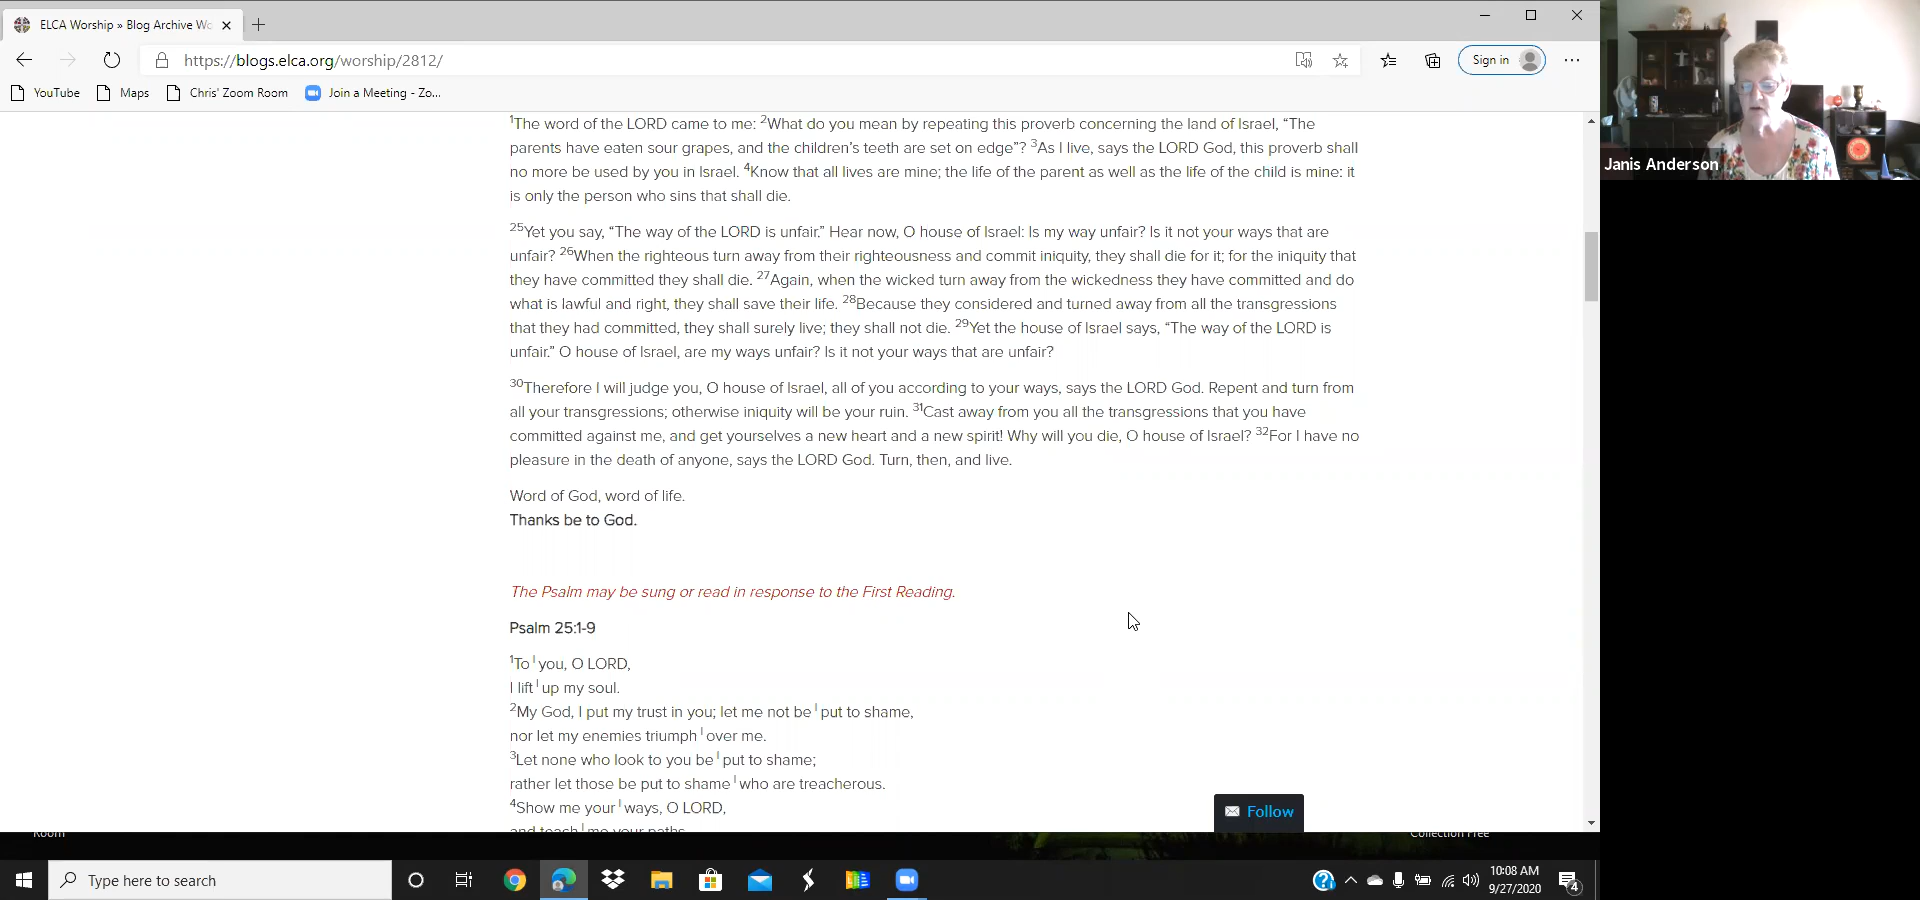 ELCA Worship » Blog Archive Wo
https://blogs.elca.org/worship/2812/
Sign in
YouTube
Maps
Chris' Zoom Room
Join a Meeting - Zo...
Janis Anderson
1The word of the LORD came to me: 2What do you mean by repeating this proverb concerning the land of Israel, “The
parents have eaten sour grapes, and the children’s teeth are set on edge”? 3As I live, says the LORD God, this proverb shall
no more be used by you in Israel. 4Know that all lives are mine; the life of the parent as well as the life of the child is mine: it
is only the person who sins that shall die.
25Yet you say, “The way of the LORD is unfair.” Hear now, O house of Israel: Is my way unfair? Is it not your ways that are
unfair? 26When the righteous turn away from their righteousness and commit iniquity, they shall die for it; for the iniquity that
they have committed they shall die. 27Again, when the wicked turn away from the wickedness they have committed and do
what is lawful and right, they shall save their life. 28Because they considered and turned away from all the transgressions
that they had committed, they shall surely live; they shall not die. 29Yet the house of Israel says, “The way of the LORD is
unfair.” O house of Israel, are my ways unfair? Is it not your ways that are unfair?
30Therefore I will judge you, O house of Israel, all of you according to your ways, says the LORD God. Repent and turn from
all your transgressions; otherwise iniquity will be your ruin. 31Cast away from you all the transgressions that you have
committed against me, and get yourselves a new heart and a new spirit! Why will you die, O house of Israel? 32For I have no
pleasure in the death of anyone, says the LORD God. Turn, then, and live.
Word of God, word of life.
Thanks be to God.
The Psalm may be sung or read in response to the First Reading.
Psalm 25:1-9
1To | you, O LORD,
I lift | up my soul.
2My God, I put my trust in you; let me not be | put to shame,
nor let my enemies triumph | over me.
3Let none who look to you be | put to shame;
rather let those be put to shame | who are treacherous.
4Show me your | ways, O LORD,
and teach | me your paths.
Follow
Room
Collection Free
Type here to search
10:08 AM
9/27/2020
4